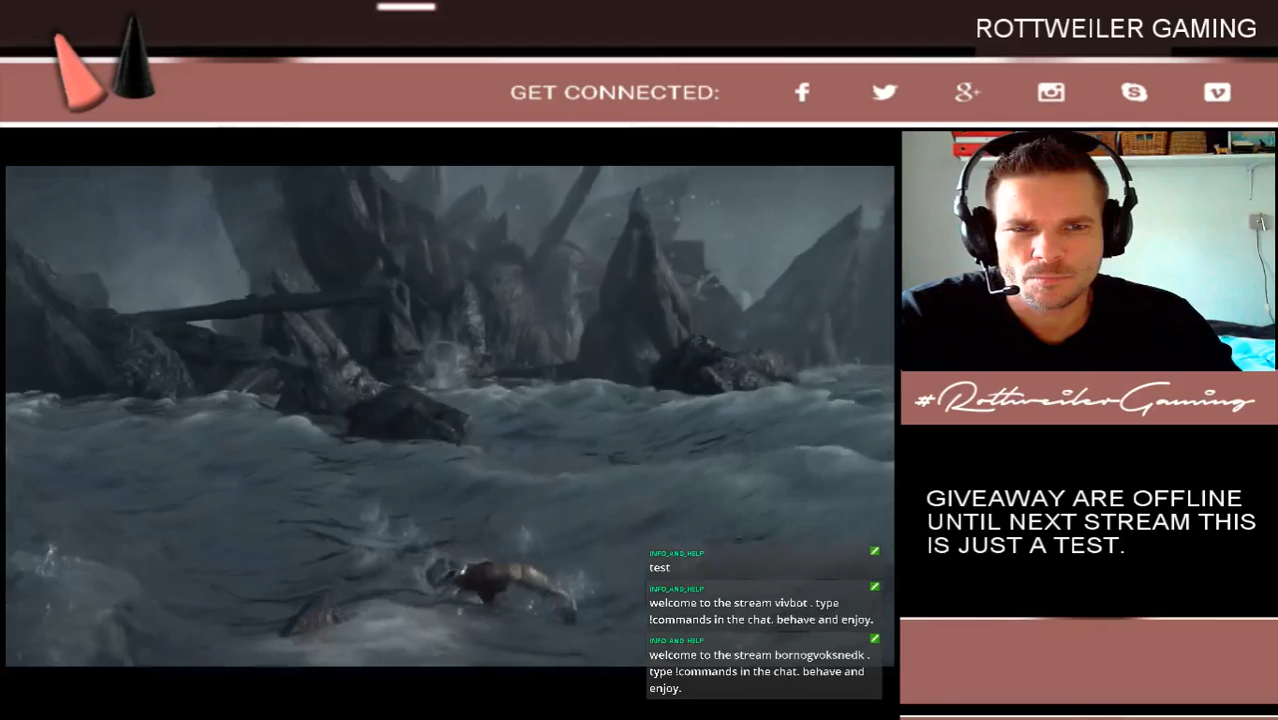 ROTTWEILER GAMING
GET CONNECTED:
#RottweilerGaming
GIVEAWAY ARE OFFLINE
UNTIL NEXT STREAM THIS
IS JUST A TEST.
INFO_AND_HELP
test
INFO_AND_HELP
welcome to the stream vivbot . type
!commands in the chat. behave and enjoy.
INFO_AND_HELP
welcome to the stream bornogvoksnedk .
type !commands in the chat. behave and
enjoy.